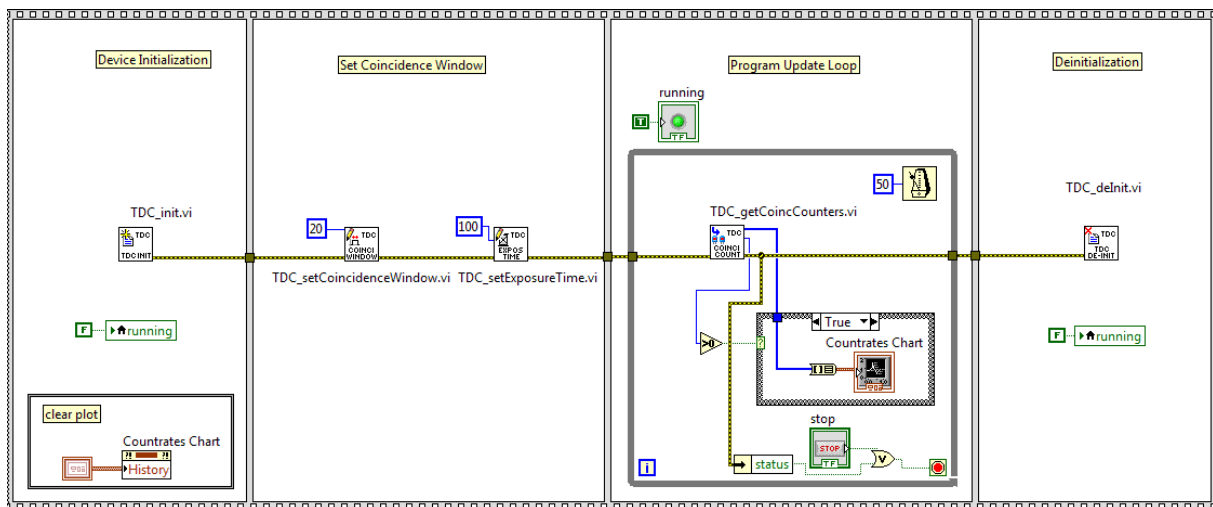 Device Initialization
TDC_init.vi
TDC
TDC INIT
F
running
clear plot
Countrates Chart
History
Set Coincidence Window
20
TDC
COINCI
WINDOW
TDC_setCoincidenceWindow.vi
100
TDC
EXPOS
TIME
TDC_setExposureTime.vi
Program Update Loop
running
T
TF
50
TDC_getCoincCounters.vi
TDC
COINCI
COUNT
>0
?
True
Countrates Chart
stop
STOP
TF
status
V
i
Deinitialization
TDC_deInit.vi
TDC
DE-INIT
F
running